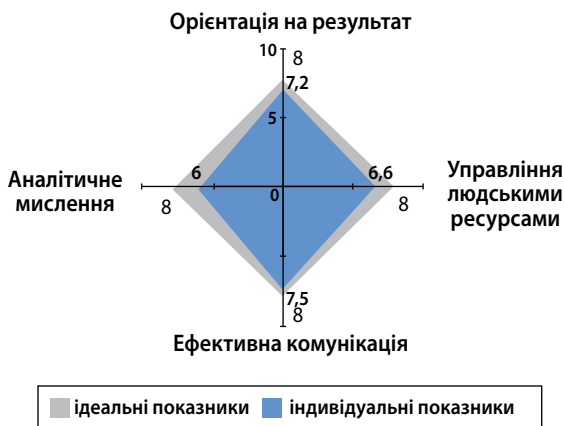 Орієнтація на результат
10
8
7,2
5
6
6,6
Аналітичне
мислення
8
0
8
Управління
людськими
ресурсами
7,5
8
Ефективна комунікація
ідеальні показники
індивідуальні показники